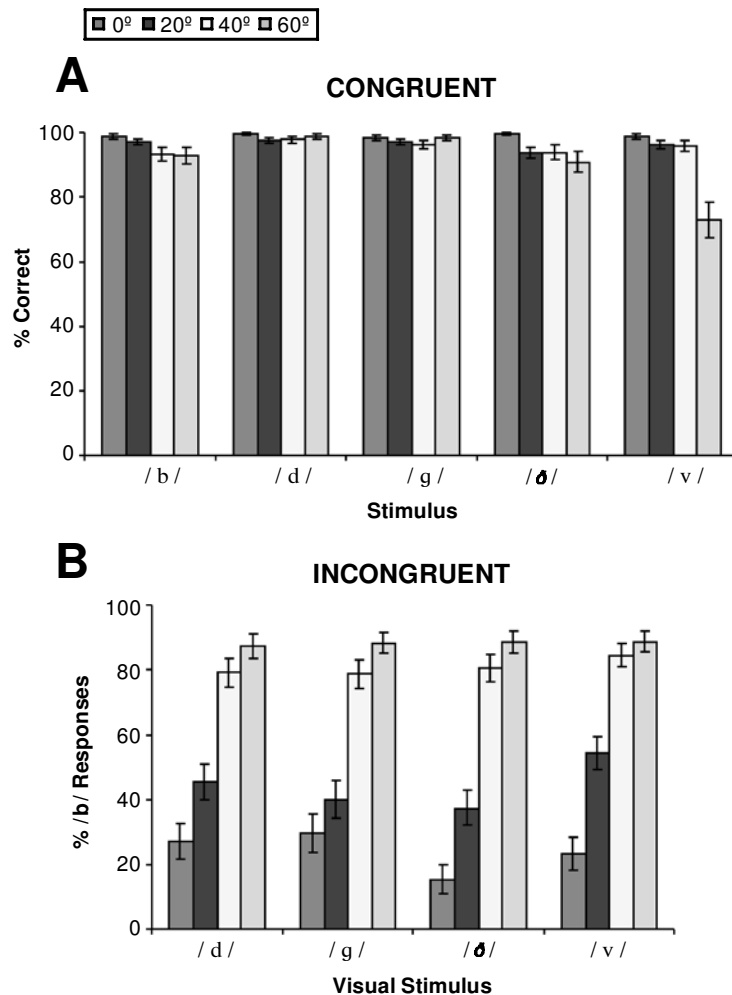 0º 20º 40º 60º
A
CONGRUENT
100
80
60
40
20
0
% Correct
/ b / / d / / ɡ / / ð / / v /
Stimulus
B
INCONGRUENT
100
80
60
40
20
0
% /b/ Responses
/ d / / ɡ / / ð / / v /
Visual Stimulus